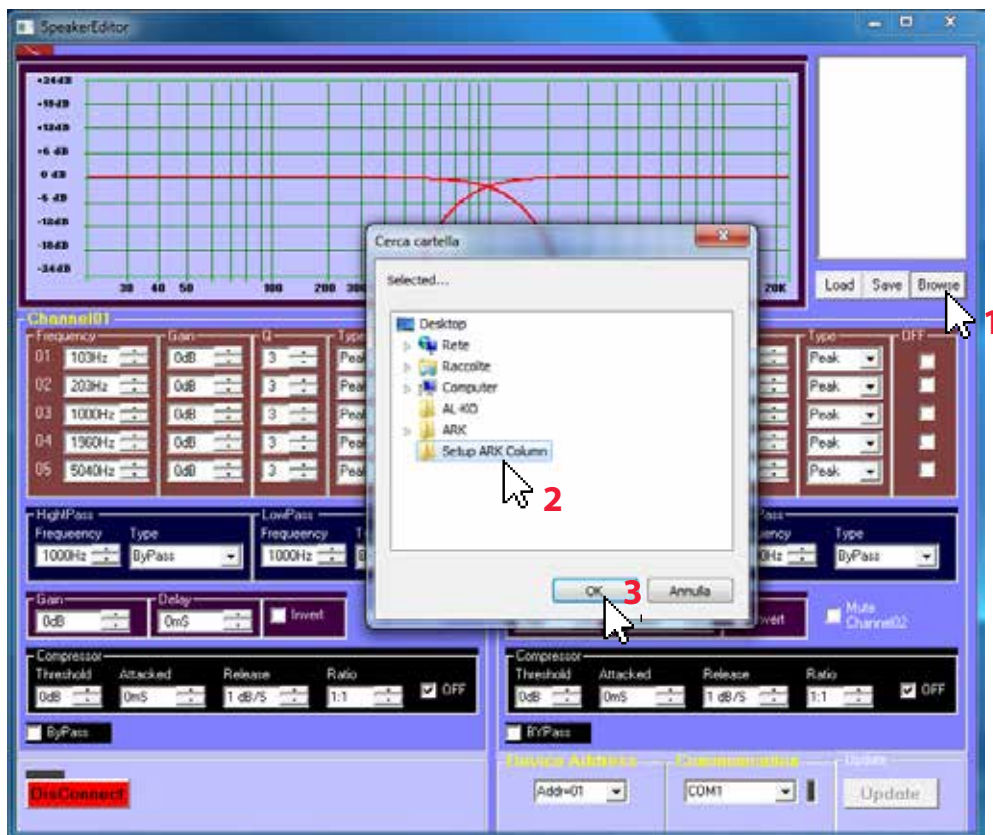 SpeakerEditor
+24dB
+18dB
+12dB
+6 dB
0 dB
-6 dB
-12dB
-18dB
-24dB
30 40 50 100 200 300 20K
Load Save Browse
1
Cerca cartella
Selected...
Desktop
Rete
Raccolte
Computer
AL-KO
ARK
Setup ARK Column
2
OK 3 Annulla
Channel01
Frequency Gain Q Type Type OFF
01 103Hz 0dB 3 Peak
02 203Hz 0dB 3 Peak
03 1000Hz 0dB 3 Peak
04 1960Hz 0dB 3 Peak
05 5040Hz 0dB 3 Peak
HightPass LowPass
Frequeency Type Frequeency Type
1000Hz ByPass 1000Hz ByPass
Gain Delay
0dB 0mS Invert Mute
Channel02
Compressor Compressor
Threshold Attacked Release Ratio Threshold Attacked Release Ratio
0dB 0mS 1 dB/S 1:1 OFF 0dB 0mS 1 dB/S 1:1 OFF
ByPass BYPass
Device Address Update
DisConnect Addr=01 COM1 Update